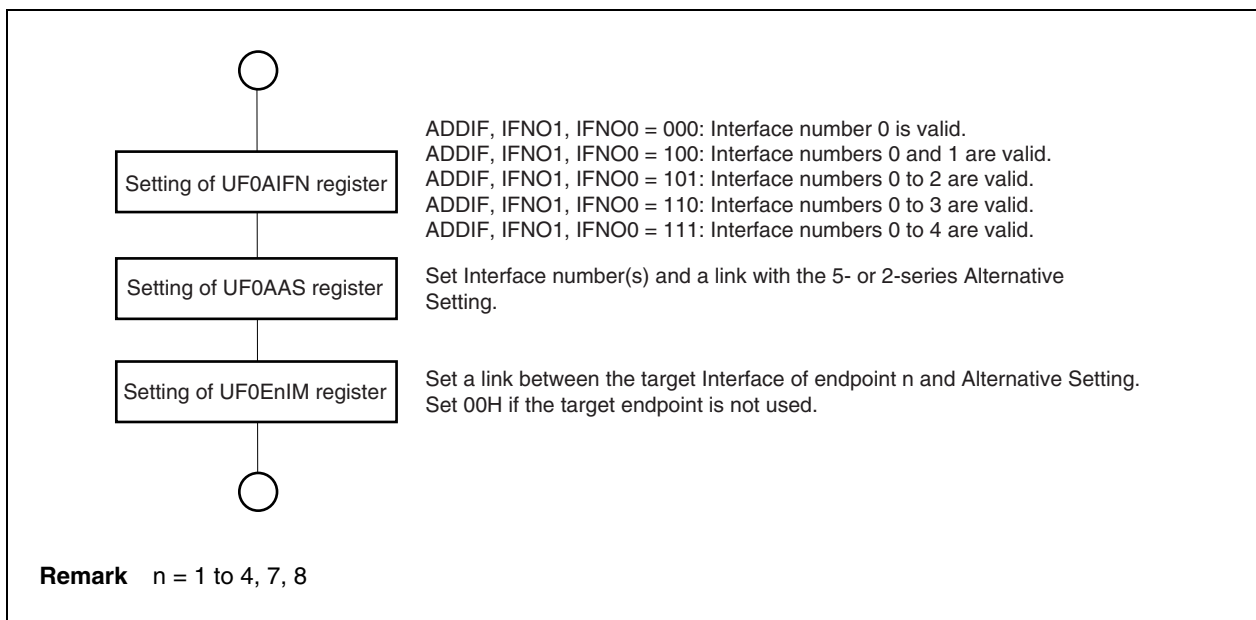 Setting of UF0AIFN register
ADDIF, IFNO1, IFNO0 = 000: Interface number 0 is valid.
ADDIF, IFNO1, IFNO0 = 100: Interface numbers 0 and 1 are valid.
ADDIF, IFNO1, IFNO0 = 101: Interface numbers 0 to 2 are valid.
ADDIF, IFNO1, IFNO0 = 110: Interface numbers 0 to 3 are valid.
ADDIF, IFNO1, IFNO0 = 111: Interface numbers 0 to 4 are valid.
Setting of UF0AAS register
Set Interface number(s) and a link with the 5- or 2-series Alternative
Setting.
Setting of UF0EnIM register
Set a link between the target Interface of endpoint n and Alternative Setting.
Set 00H if the target endpoint is not used.
Remark n = 1 to 4, 7, 8